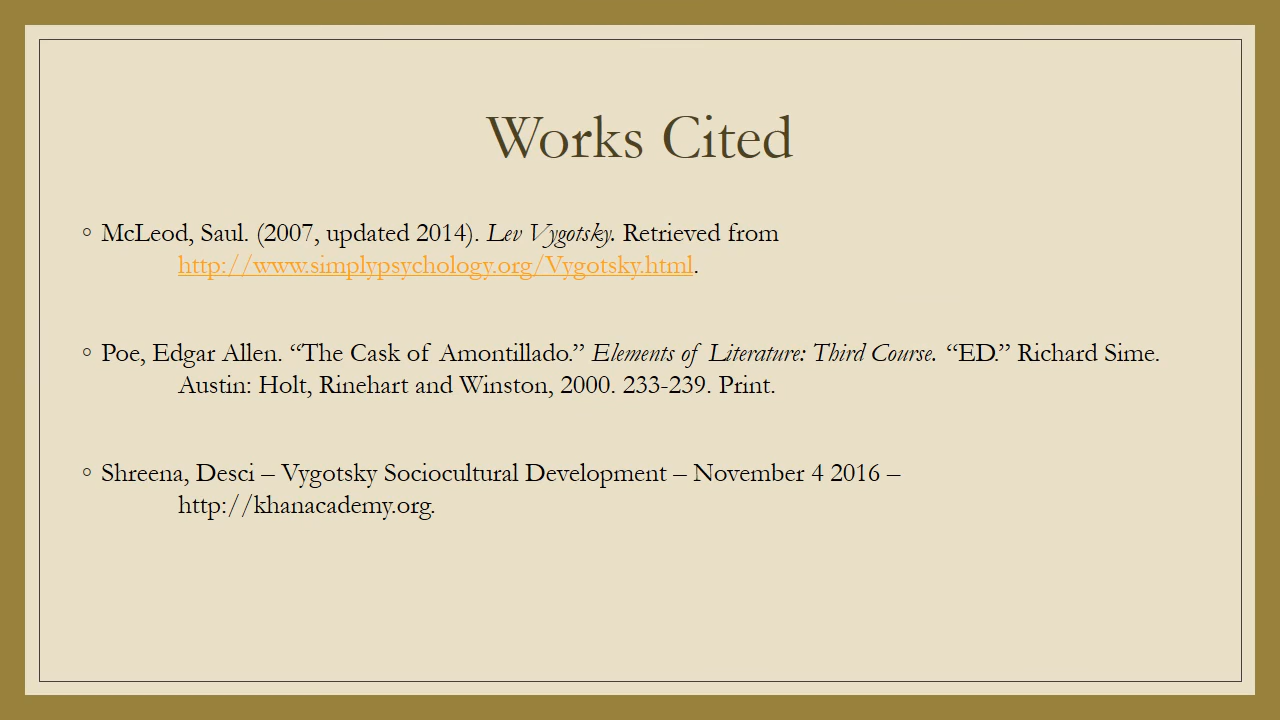 Works Cited
◦ McLeod, Saul. (2007, updated 2014). Lev Vygotsky. Retrieved from
http://www.simplypsychology.org/Vygotsky.html.
◦ Poe, Edgar Allen. “The Cask of Amontillado.” Elements of Literature: Third Course. “ED.” Richard Sime.
Austin: Holt, Rinehart and Winston, 2000. 233-239. Print.
◦ Shreena, Desci – Vygotsky Sociocultural Development – November 4 2016 –
http://khanacademy.org.